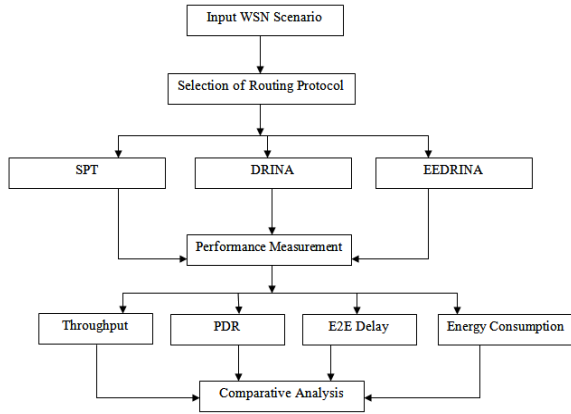 Input WSN Scenario
Selection of Routing Protocol
SPT
DRINA
EEDRINA
Performance Measurement
Throughput
PDR
E2E Delay
Energy Consumption
Comparative Analysis